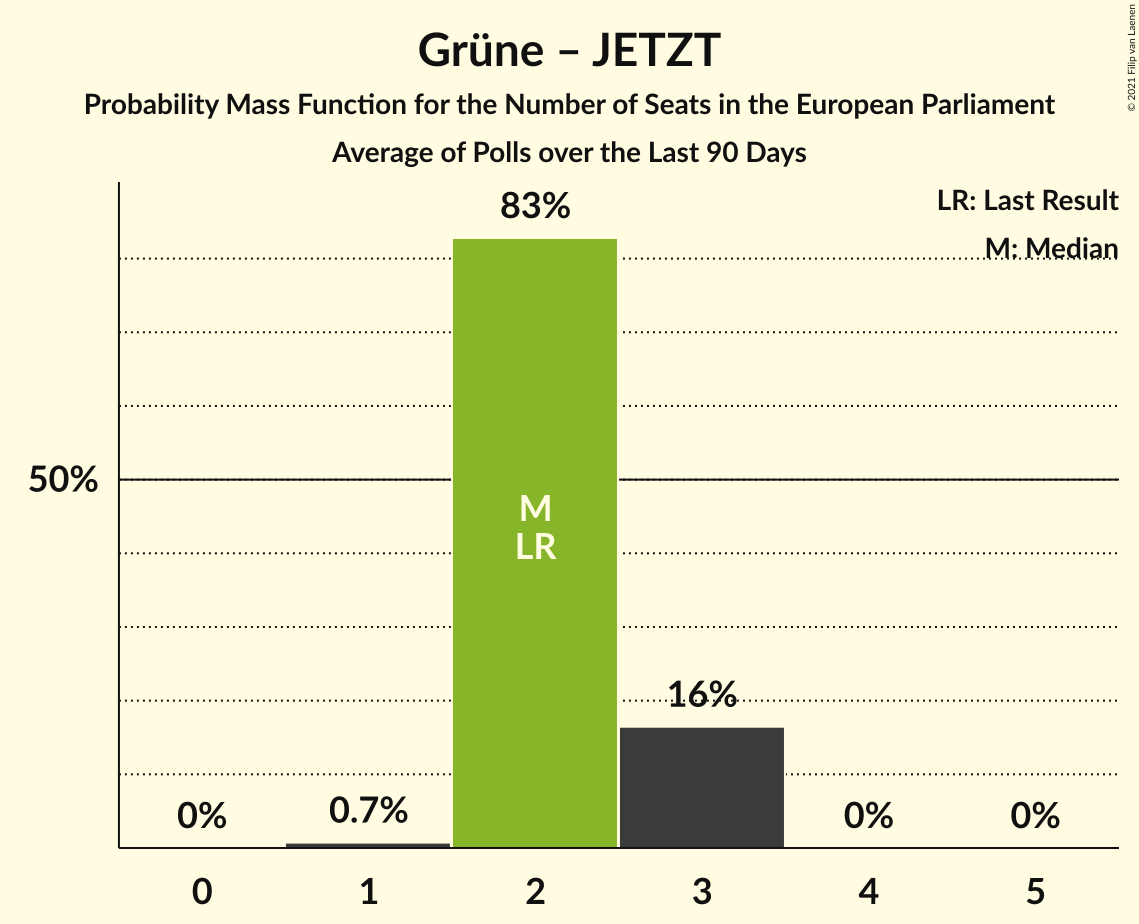 Grüne – JETZT
Probability Mass Function for the Number of Seats in the European Parliament
Average of Polls over the Last 90 Days
© 2021 Filip van Laenen
LR: Last Result
M: Median
83%
50%
M
LR
16%
0% 0.7% 0% 0%
0 1 2 3 4 5